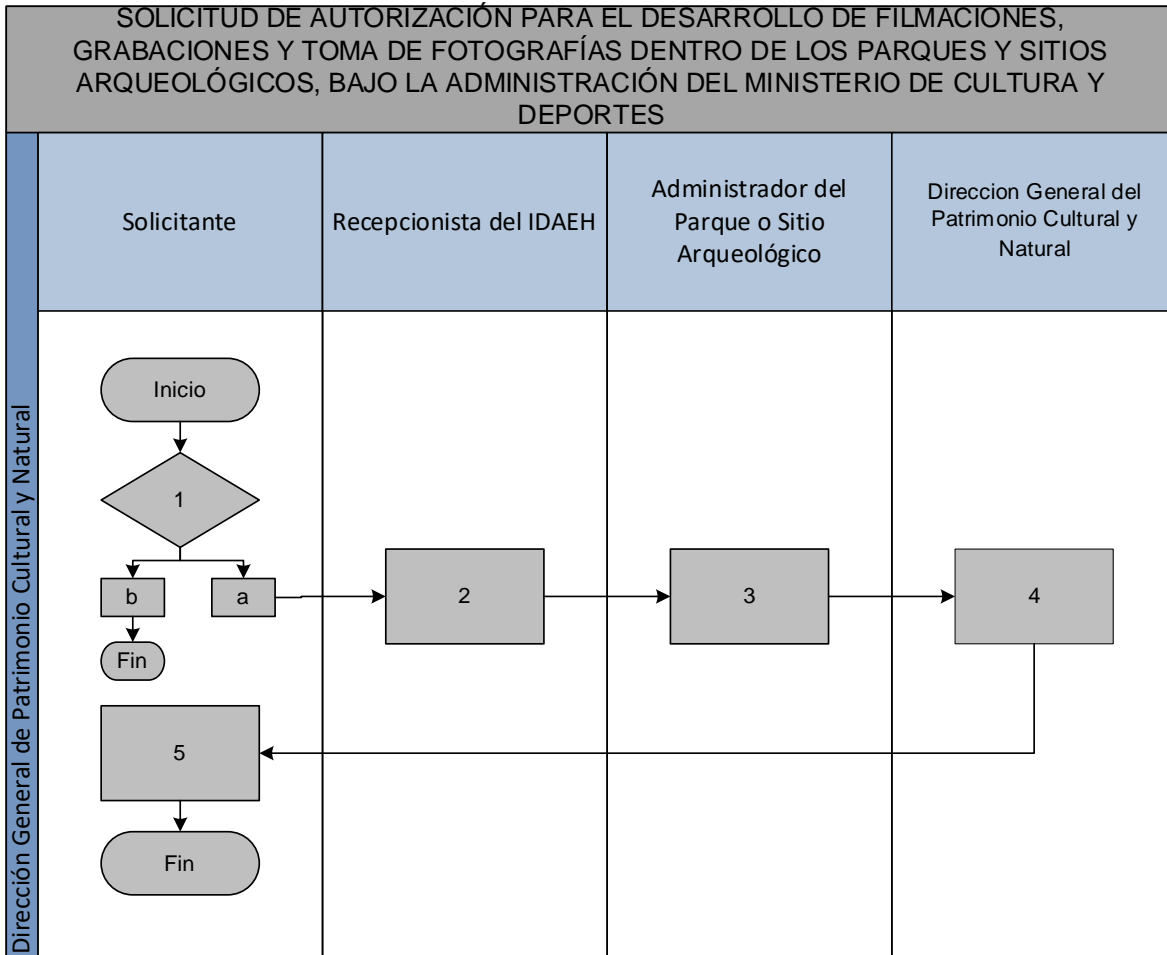 SOLICITUD DE AUTORIZACIÓN PARA EL DESARROLLO DE FILMACIONES,
GRABACIONES Y TOMA DE FOTOGRAFÍAS DENTRO DE LOS PARQUES Y SITIOS
ARQUEOLÓGICOS, BAJO LA ADMINISTRACIÓN DEL MINISTERIO DE CULTURA Y
DEPORTES
Dirección General de Patrimonio Cultural y Natural
Solicitante
Recepcionista del IDAEH
Administrador del
Parque o Sitio
Arqueológico
Direccion General del
Patrimonio Cultural y
Natural
Inicio
1
b
a
2
3
4
Fin
5
Fin